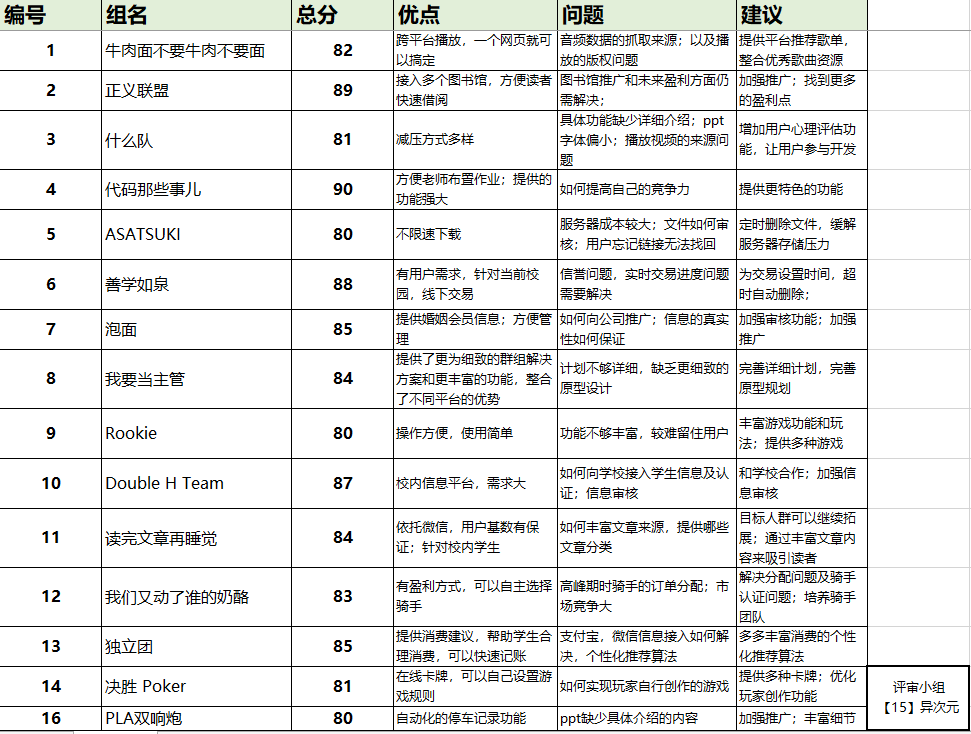 编号 组名 总分 优点 问题 建议
1 牛肉面不要牛肉不要面 82 跨平台播放，一个网页就可以搞定 音频数据的抓取来源；以及播放的版权问题 提供平台推荐歌单，整合优秀歌曲资源
2 正义联盟 89 接入多个图书馆，方便读者快速借阅 图书馆推广和未来盈利方面仍需解决； 加强推广；找到更多的盈利点
3 什么队 81 减压方式多样 具体功能缺少详细介绍；ppt字体偏小；播放视频的来源问题 增加用户心理评估功能，让用户参与开发
4 代码那些事儿 90 方便老师布置作业；提供的功能强大 如何提高自己的竞争力 提供更特色的功能
5 ASATSUKI 80 不限速下载 服务器成本较大；文件如何审核；用户忘记链接无法找回 定时删除文件，缓解服务器存储压力
6 善学如泉 88 有用户需求，针对当前校园，线下交易 信誉问题，实时交易进度问题需要解决 为交易设置时间，超时自动删除；
7 泡面 85 提供婚姻会员信息；方便管理 如何向公司推广；信息的真实性如何保证 加强审核功能；加强推广
8 我要当主管 84 提供了更为细致的群组解决方案和更丰富的功能，整合了不同平台的优势 计划不够详细，缺乏更细致的原型设计 完善详细计划，完善原型规划
9 Rookie 80 操作方便，使用简单 功能不够丰富，较难留住用户 丰富游戏功能和玩法；提供多种游戏
10 Double H Team 87 校内信息平台，需求大 如何向学校接入学生信息及认证；信息审核 和学校合作；加强信息审核
11 读完文章再睡觉 84 依托微信，用户基数有保证；针对校内学生 如何丰富文章来源，提供哪些文章分类 目标人群可以继续拓展；通过丰富文章内容来吸引读者
12 我们又动了谁的奶酪 83 有盈利方式，可以自主选择骑手 高峰期时骑手的订单分配；市场竞争大 解决分配问题及骑手认证问题；培养骑手团队
13 独立团 85 提供消费建议，帮助学生合理消费，可以快速记账 支付宝，微信信息接入如何解决，个性化推荐算法 多多丰富消费的个性化推荐算法
14 决胜 Poker 81 在线卡牌，可以自己设置游戏规则 如何实现玩家自行创作的游戏 提供多种卡牌；优化玩家创作功能
16 PLA双响炮 80 自动化的停车记录功能 ppt缺少具体介绍的内容 加强推广；丰富细节
评审小组
【15】异次元